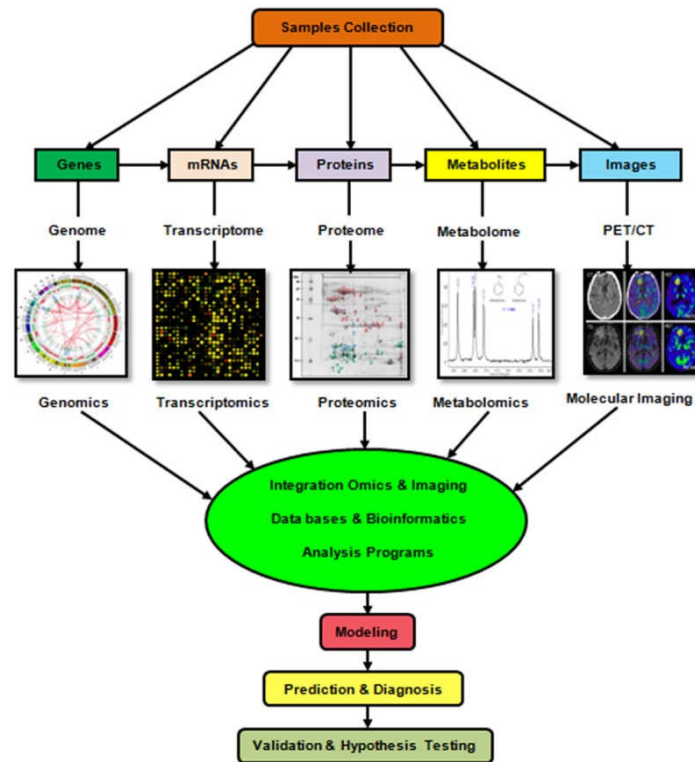 Samples Collection
Genes
mRNAs
Proteins
Metabolites
Images
Genome
Transcriptome
Proteome
Metabolome
PET/CT
Genomics
Transcriptomics
Proteomics
Metabolomics
Molecular Imaging
Integration Omics & Imaging
Data bases & Bioinformatics
Analysis Programs
Modeling
Prediction & Diagnosis
Validation & Hypothesis Testing